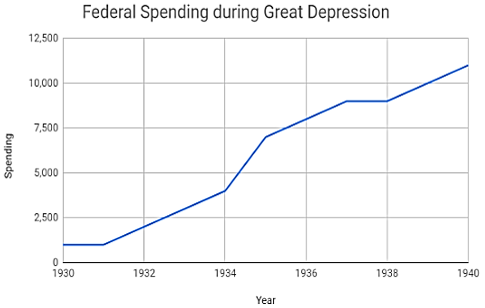 Federal Spending during Great Depression
12,500
10,000
7,500
5,000
2,500
0
Spending
1930 1932 1934 1936 1938 1940
Year